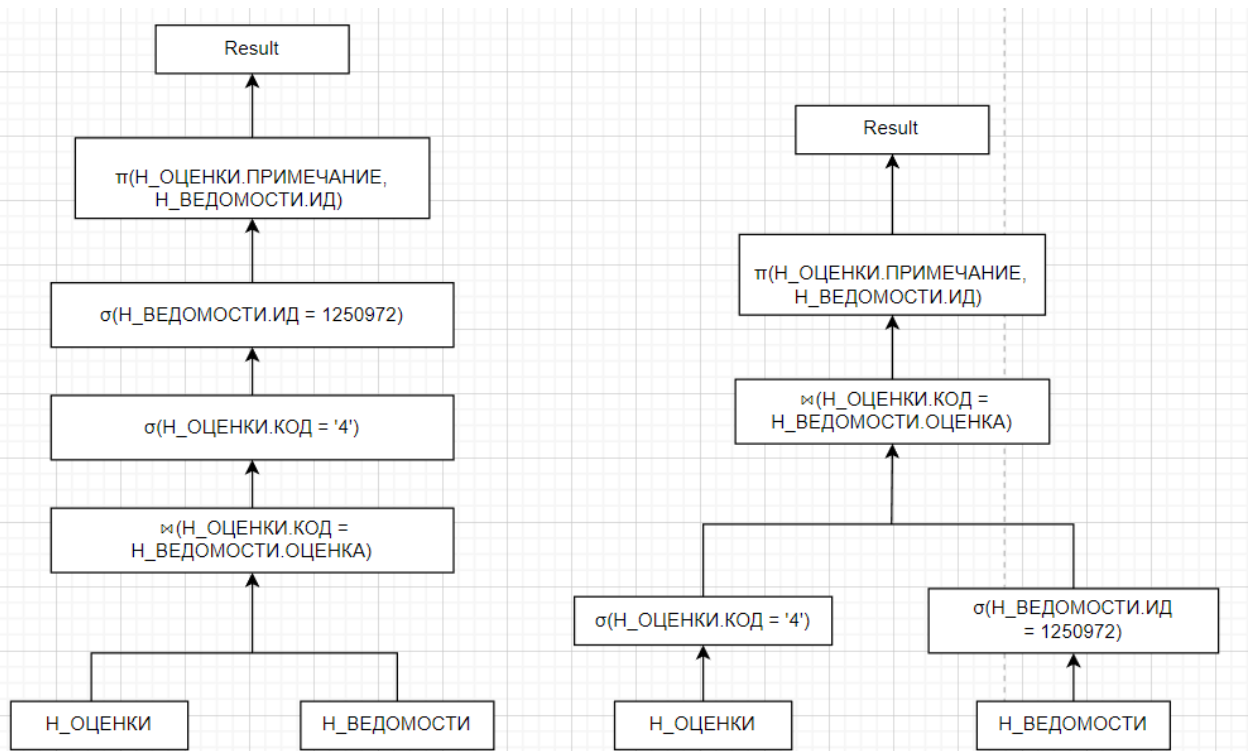 Result
π(Н_ОЦЕНКИ.ПРИМЕЧАНИЕ,
Н_ВЕДОМОСТИ.ИД)
σ(Н_ВЕДОМОСТИ.ИД = 1250972)
σ(Н_ОЦЕНКИ.КОД = '4')
⋈(Н_ОЦЕНКИ.КОД =
Н_ВЕДОМОСТИ.ОЦЕНКА)
Н_ОЦЕНКИ
Н_ВЕДОМОСТИ
Result
π(Н_ОЦЕНКИ.ПРИМЕЧАНИЕ,
Н_ВЕДОМОСТИ.ИД)
⋈(Н_ОЦЕНКИ.КОД =
Н_ВЕДОМОСТИ.ОЦЕНКА)
σ(Н_ОЦЕНКИ.КОД = '4')
σ(Н_ВЕДОМОСТИ.ИД
= 1250972)
Н_ОЦЕНКИ
Н_ВЕДОМОСТИ